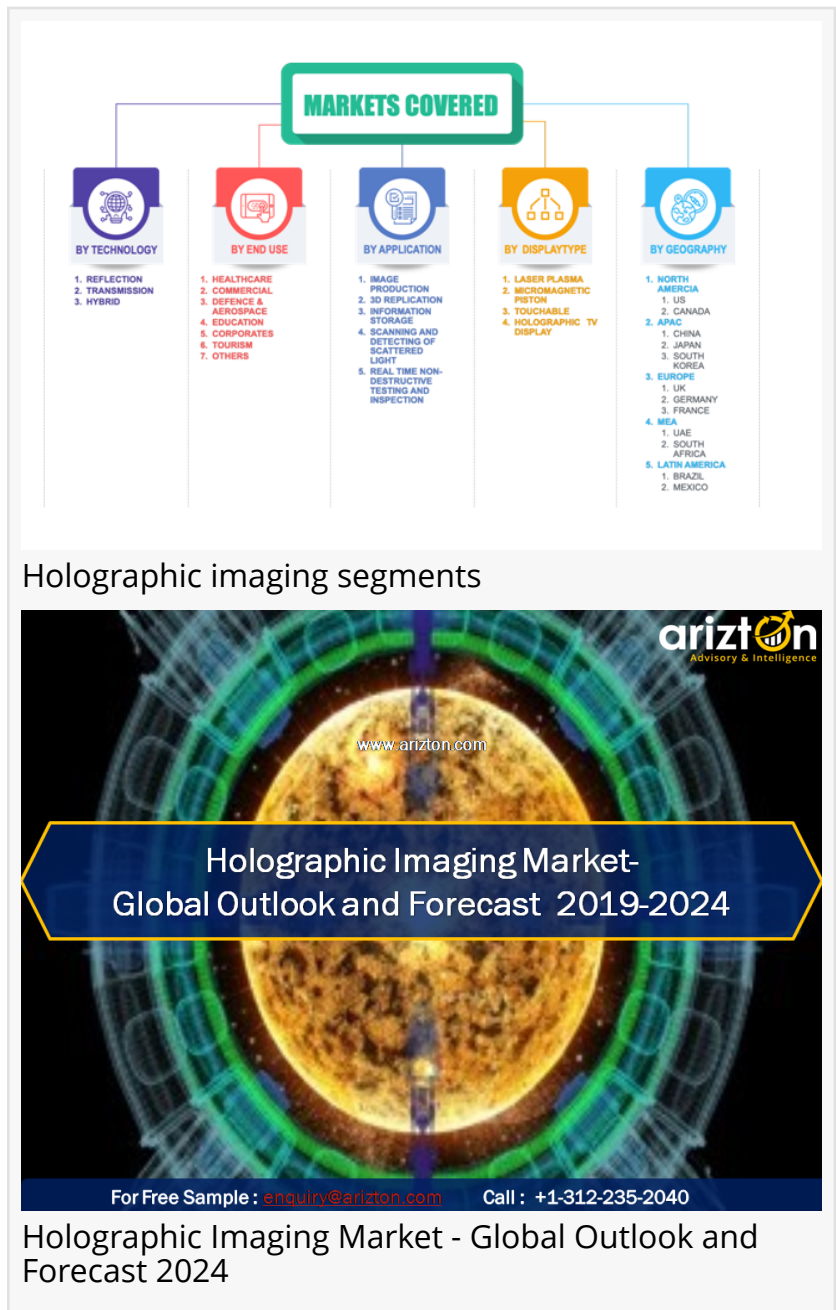 MARKETS COVERED
BY TECHNOLOGY
1. REFLECTION
2. TRANSMISSION
3. HYBRID
BY END USE
1. HEALTHCARE
2. COMMERCIAL
3. DEFENCE &
AEROSPACE
4. EDUCATION
5. CORPORATES
6. TOURISM
7. OTHERS
BY APPLICATION
1. IMAGE
PRODUCTION
2. 3D REPLICATION
3. INFORMATION
STORAGE
4. SCANNING AND
DETECTING OF
SCATTERED
LIGHT
5. REAL TIME NON-
DESTRUCTIVE
TESTING AND
INSPECTION
BY DISPLAYTYPE
1. LASER PLASMA
2. MICROMAGNETIC
PISTON
3. TOUCHABLE
4. HOLOGRAPHIC TV
DISPLAY
BY GEOGRAPHY
1. NORTH
AMERCIA
1. US
2. CANADA
2. APAC
1. CHINA
2. JAPAN
3. SOUTH
KOREA
3. EUROPE
1. UK
2. GERMANY
3. FRANCE
4. MEA
1. UAE
2. SOUTH
AFRICA
5. LATIN AMERICA
1. BRAZIL
2. MEXICO
Holographic imaging segments
arizton
Advisory & Intelligence
www.arizton.com
Holographic Imaging Market-
Global Outlook and Forecast 2019-2024
For Free Sample : enquiry@arizton.com Call : +1-312-235-2040
Holographic Imaging Market - Global Outlook and
Forecast 2024